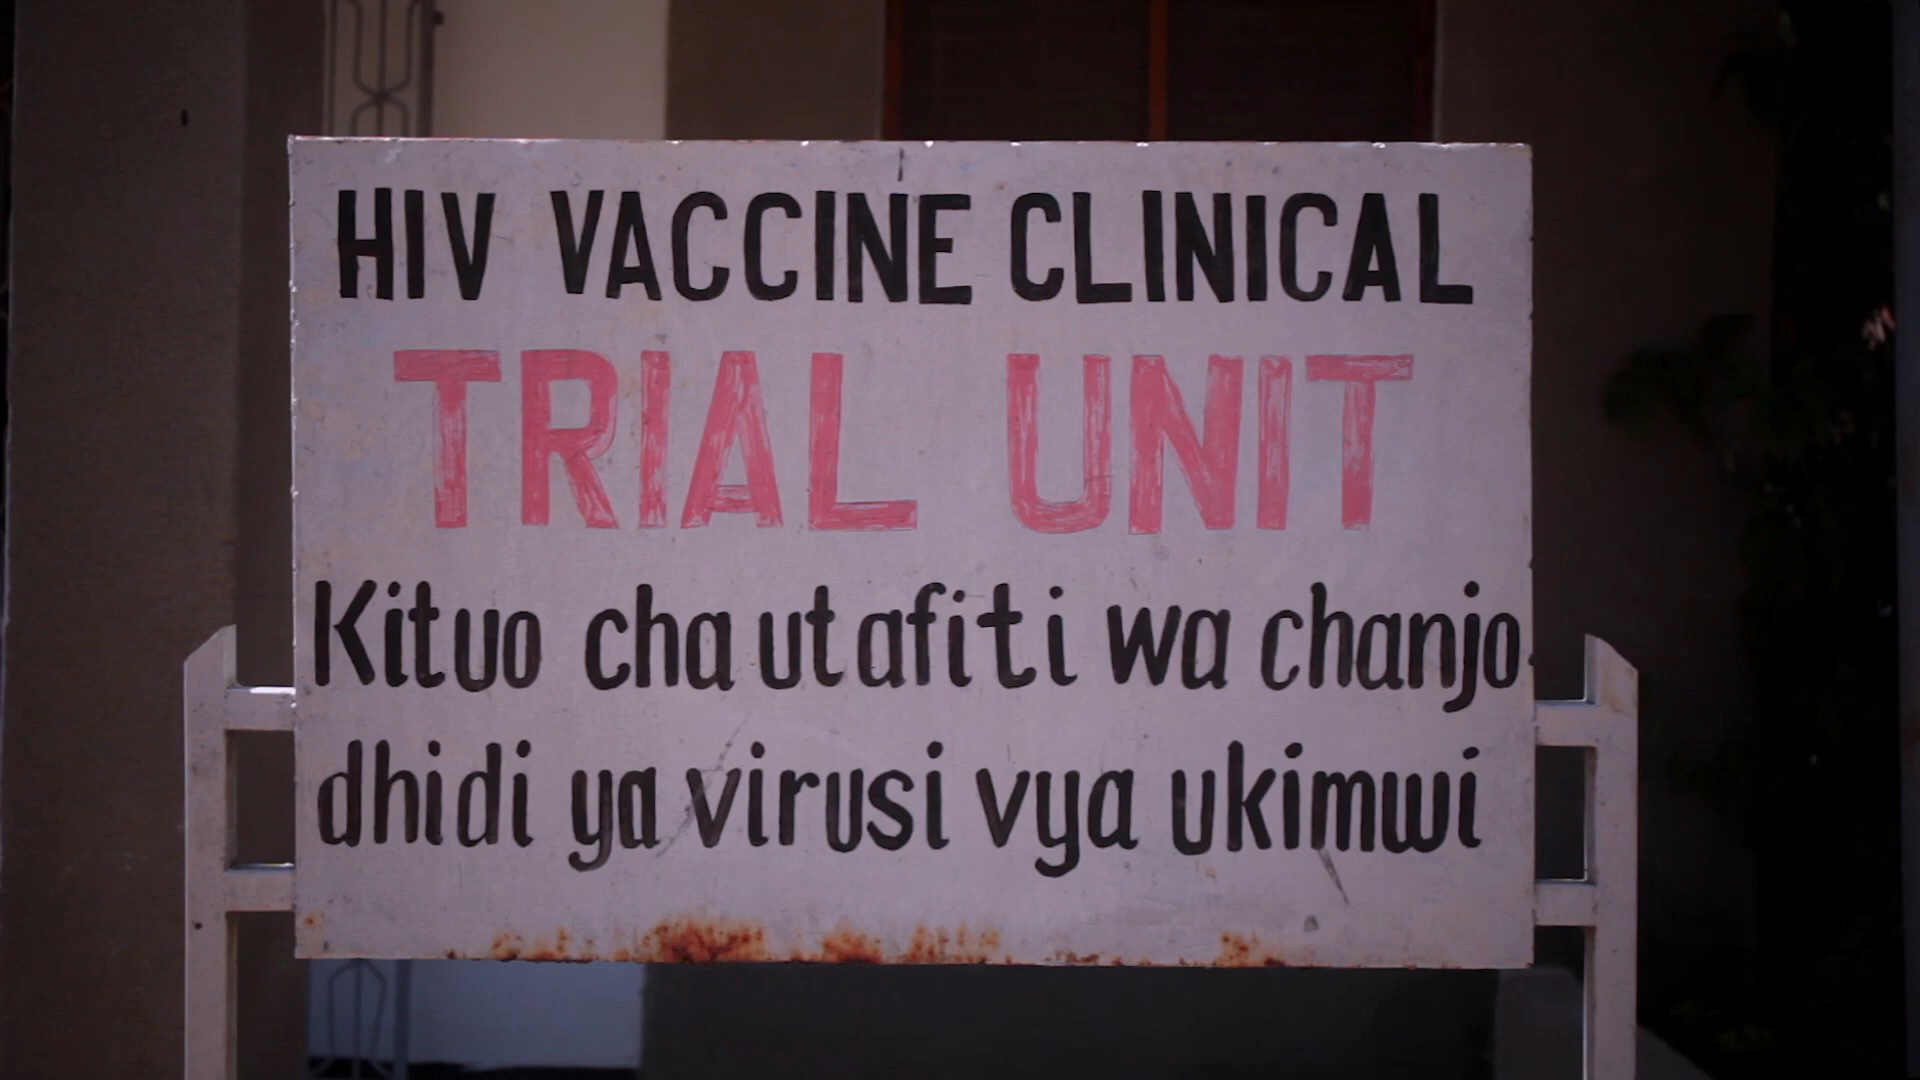 HIV VACCINE CLINICAL
TRIAL UNIT
Kituo cha utafiti wa chanjo
dhidi ya virusi vya ukimwi